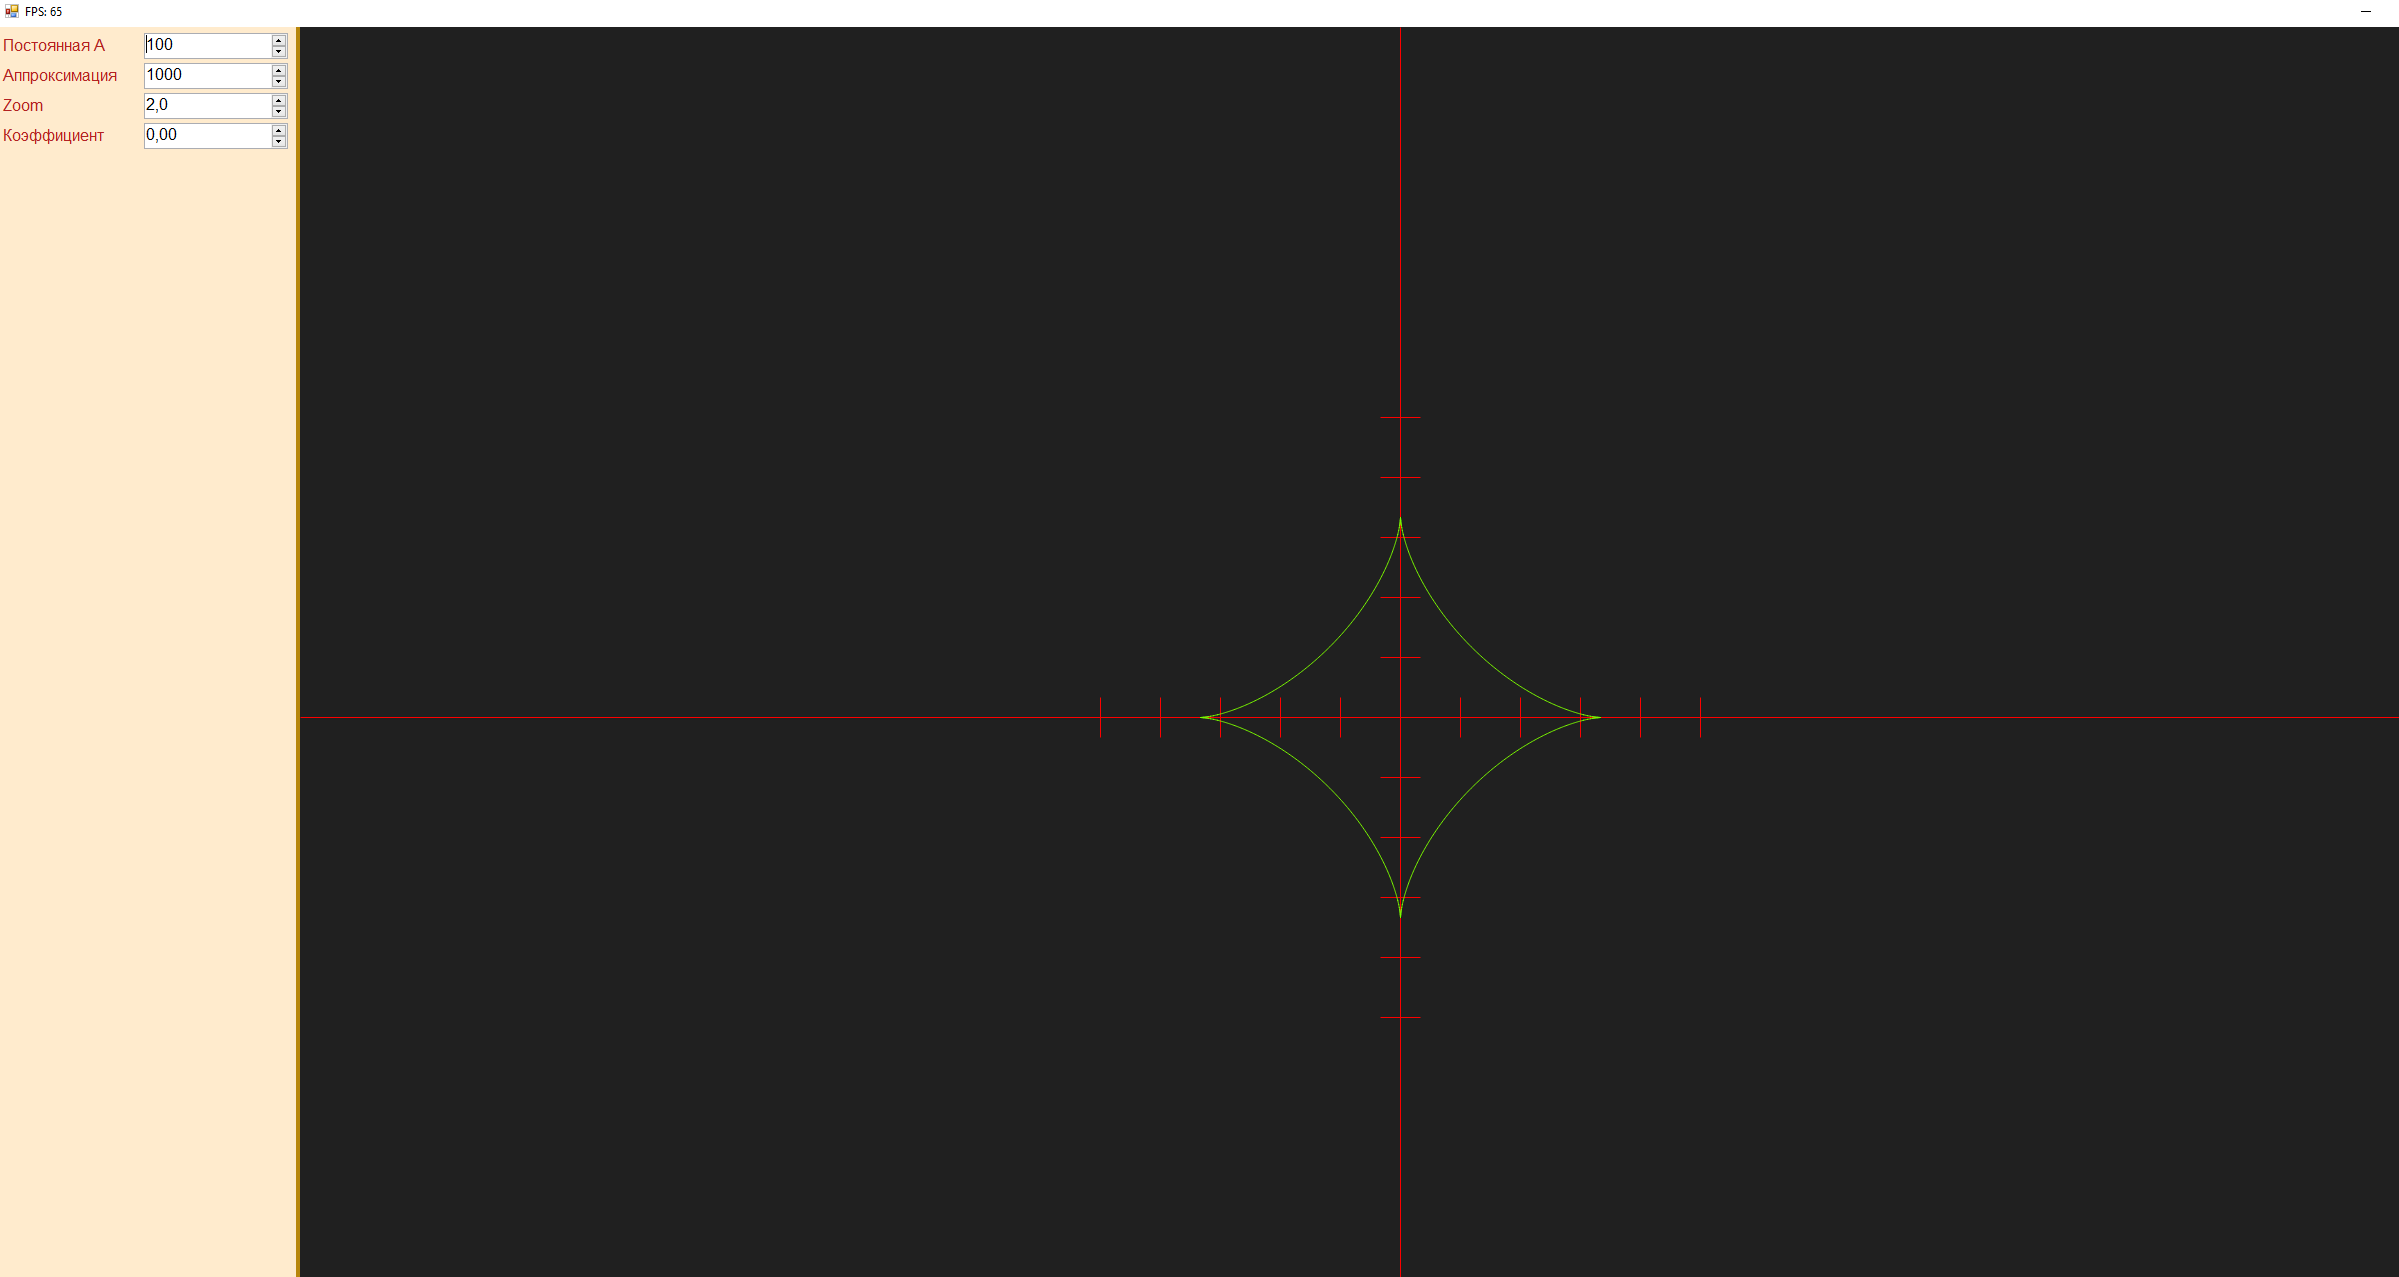 FPS: 65
Постоянная A 100
Аппроксимация 1000
Zoom 2,0
Коэффициент 0,00